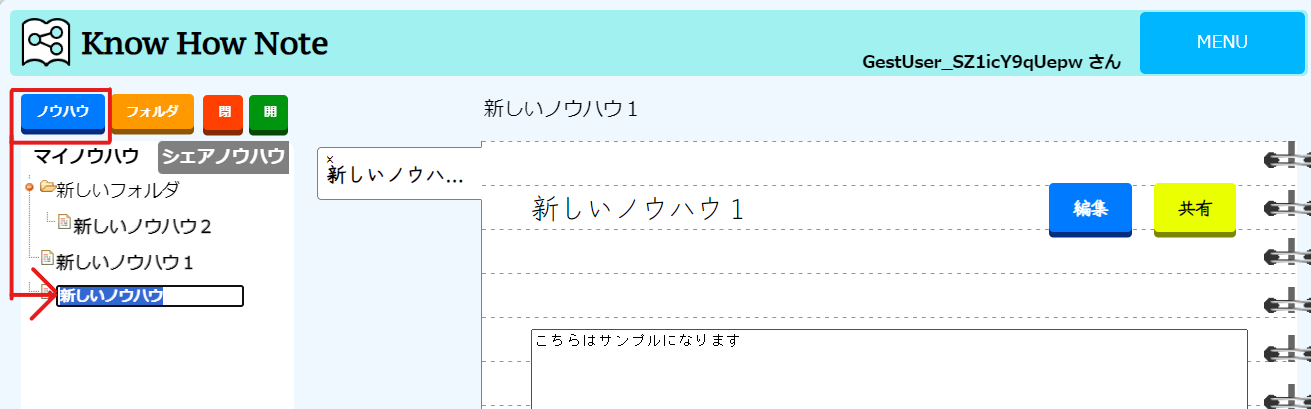 Know How Note
GestUser_SZ1icY9qUepw さん
MENU
ノウハウ
フォルダ
閉
開
マイノウハウ
シェアノウハウ
新しいフォルダ
新しいノウハウ２
新しいノウハウ１
新しいノウハウ
新しいノウハウ１
x
新しいノウハ...
新しいノウハウ１
編集
共有
こちらはサンプルになります